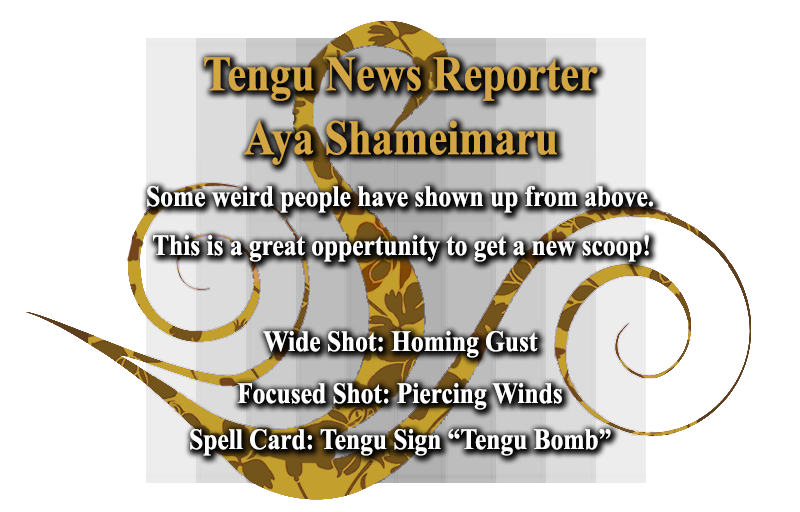 Tengu News Reporter
Aya Shameimaru
Some weird people have shown up from above.
This is a great oppertunity to get a new scoop!
Wide Shot: Homing Gust
Focused Shot: Piercing Winds
Spell Card: Tengu Sign “Tengu Bomb”